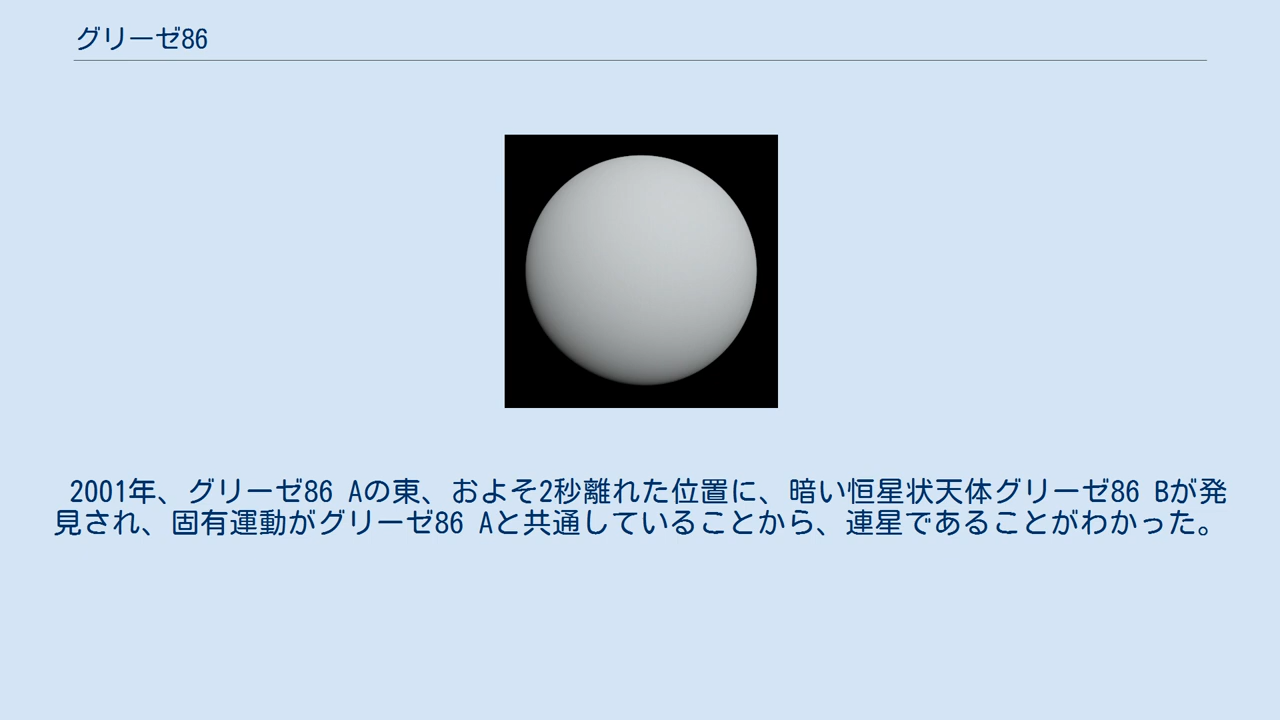 グリーゼ86
2001年、グリーゼ86 Aの東、およそ2秒離れた位置に、暗い恒星状天体グリーゼ86 Bが発
見され、固有運動がグリーゼ86 Aと共通していることから、連星であることがわかった。